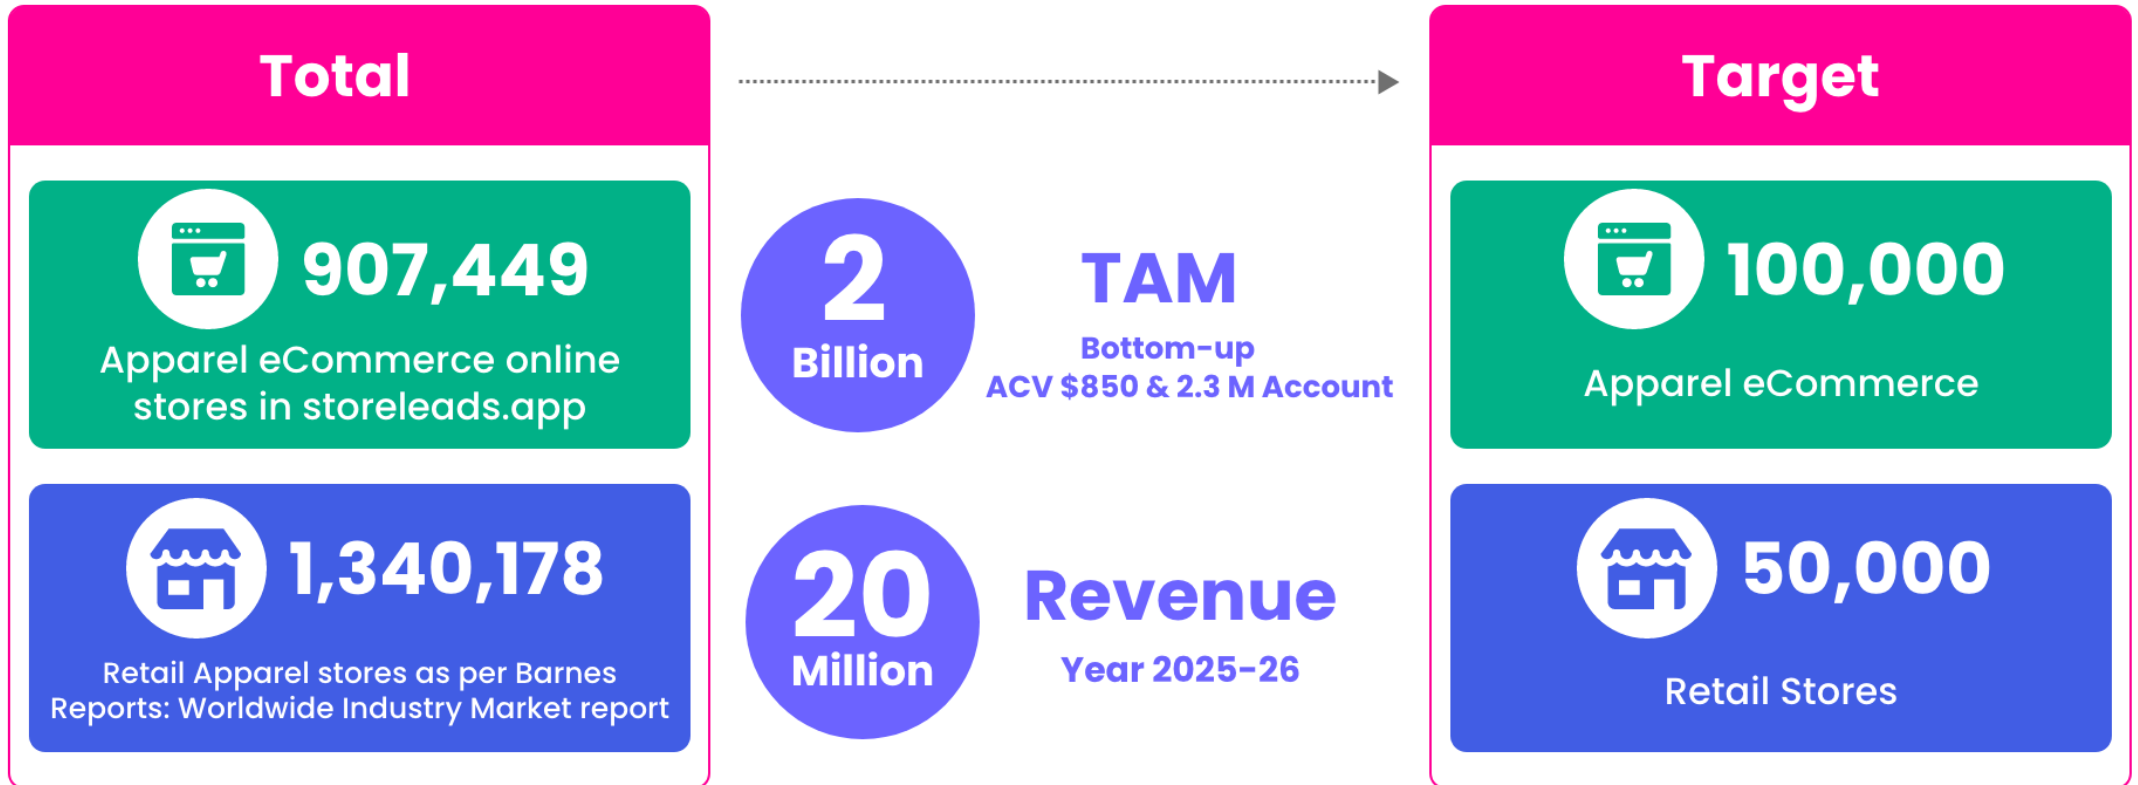 Total
907,449
Apparel eCommerce online
stores in storeleads.app
1,340,178
Retail Apparel stores as per Barnes
Reports: Worldwide Industry Market report
2
Billion
TAM
Bottom-up
ACV $850 & 2.3 M Account
20
Million
Revenue
Year 2025-26
Target
100,000
Apparel eCommerce
50,000
Retail Stores